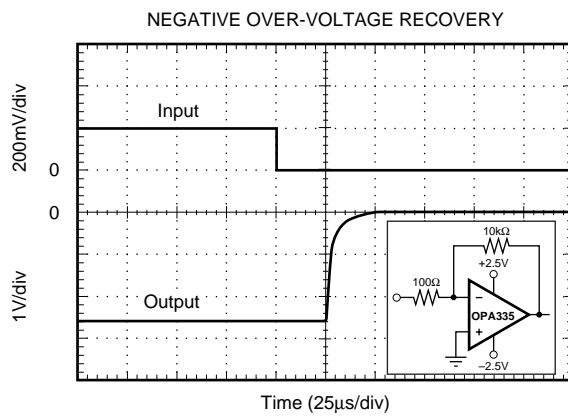 NEGATIVE OVER-VOLTAGE RECOVERY
200mV/div
Input
0
0
1V/div
Output
10kΩ
+2.5V
100Ω
−
OPA335
+
−2.5V
Time (25µs/div)